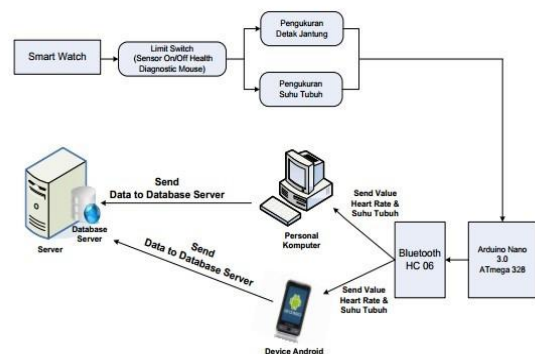 Smart Watch
Limit Switch
(Sensor On/Off Health
Diagnostic Mouse)
Pengukuran
Detak Jantung
Pengukuran
Suhu Tubuh
Send
Data to Database Server
Server
Database
Server
Personal
Komputer
Send Value
Heart Rate &
Suhu Tubuh
Bluetooth
HC 06
Arduino Nano
3.0
ATmega 328
Send
Data to Database Server
Send Value
Heart Rate &
Suhu Tubuh
Device Android